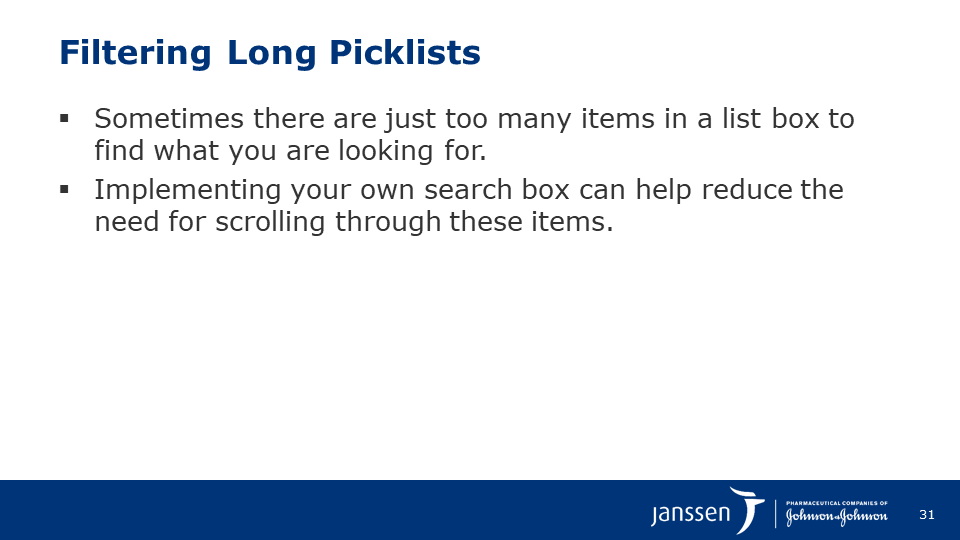 Filtering Long Picklists
▪ Sometimes there are just too many items in a list box to
find what you are looking for.
▪ Implementing your own search box can help reduce the
need for scrolling through these items.
janssen
PHARMACEUTICAL COMPANIES OF
Johnson & Johnson
31